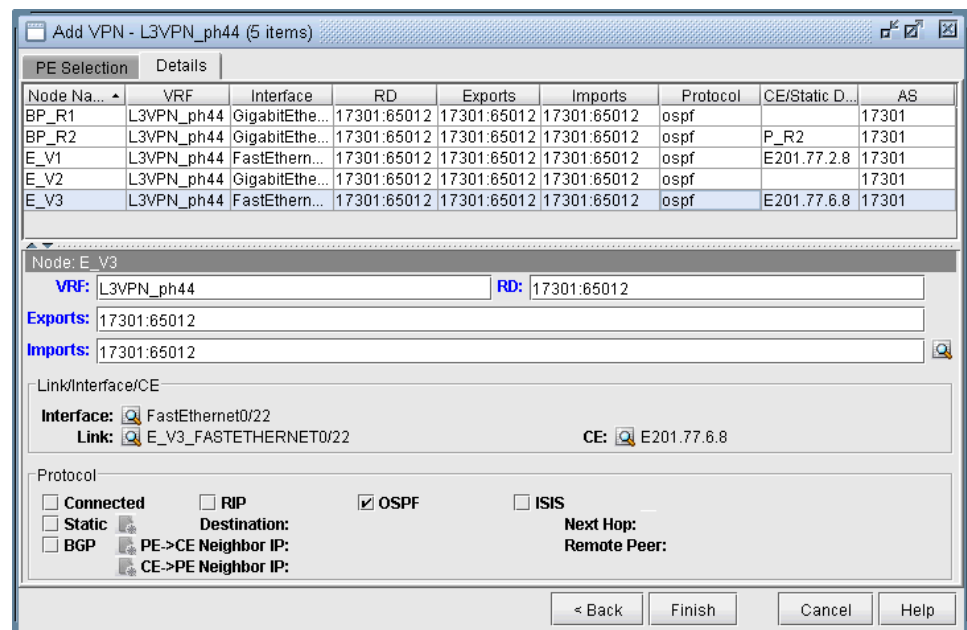 Add VPN - L3VPN_ph44 (5 items)
PE Selection Details
Node Na... VRF Interface RD Exports Imports Protocol CE/Static D... AS
BP_R1 L3VPN_ph44 GigabitEthe... 17301:65012 17301:65012 17301:65012 ospf 17301
BP_R2 L3VPN_ph44 GigabitEthe... 17301:65012 17301:65012 17301:65012 ospf P_R2 17301
E_V1 L3VPN_ph44 FastEthern... 17301:65012 17301:65012 17301:65012 ospf E201.77.2.8 17301
E_V2 L3VPN_ph44 GigabitEthe... 17301:65012 17301:65012 17301:65012 ospf 17301
E_V3 L3VPN_ph44 FastEthern... 17301:65012 17301:65012 17301:65012 ospf E201.77.6.8 17301
Node: E_V3
VRF: L3VPN_ph44 RD: 17301:65012
Exports: 17301:65012
Imports: 17301:65012
Link/Interface/CE
Interface: FastEthernet0/22
Link: E_V3_FASTETHERNET0/22 CE: E201.77.6.8
Protocol
Connected RIP OSPF ISIS
Static Destination: Next Hop:
BGP PE->CE Neighbor IP: Remote Peer:
CE->PE Neighbor IP:
< Back Finish Cancel Help